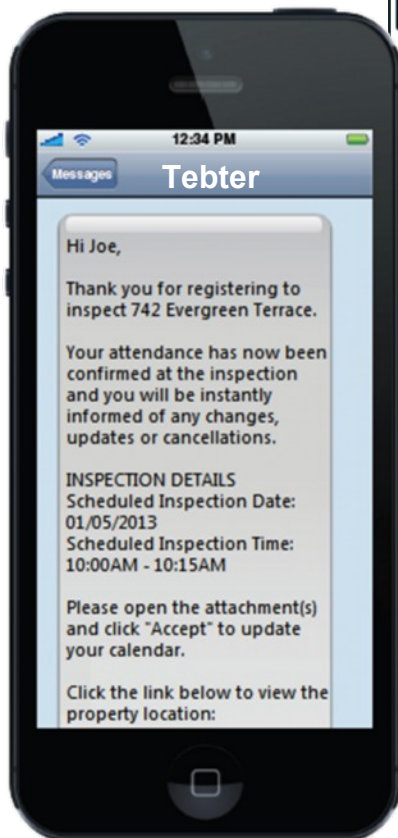 12:34 PM
Messages
Tebter
Hi Joe,
Thank you for registering to
inspect 742 Evergreen Terrace.
Your attendance has now been
confirmed at the inspection
and you will be instantly
informed of any changes,
updates or cancellations.
INSPECTION DETAILS
Scheduled Inspection Date:
01/05/2013
Scheduled Inspection Time:
10:00AM - 10:15AM
Please open the attachment(s)
and click "Accept" to update
your calendar.
Click the link below to view the
property location: